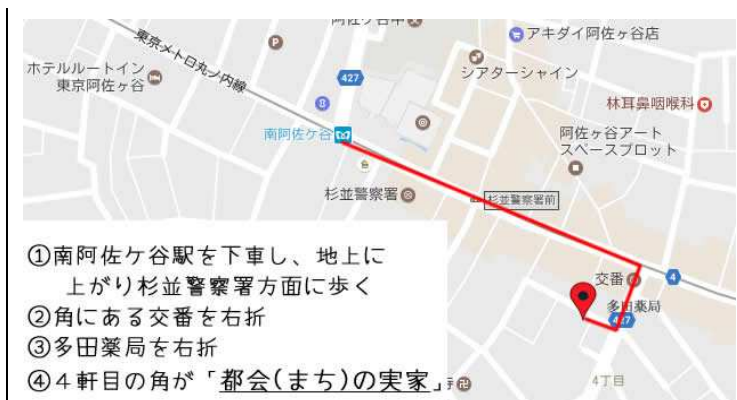 東京メトロ丸ノ内線
アキダイ阿佐ヶ谷店
427
シアターシャイン
ホテルルートイン
東京阿佐ヶ谷
林耳鼻咽喉科
南阿佐ケ谷
阿佐ヶ谷アート
スペースブロット
杉並警察署
杉並警察署前
交番
4
多田薬局
427
4丁目
①南阿佐ケ谷駅を下車し、地上に
上がり杉並警察署方面に歩く
②角にある交番を右折
③多田薬局を右折
④4軒目の角が「都会(まち)の実家」